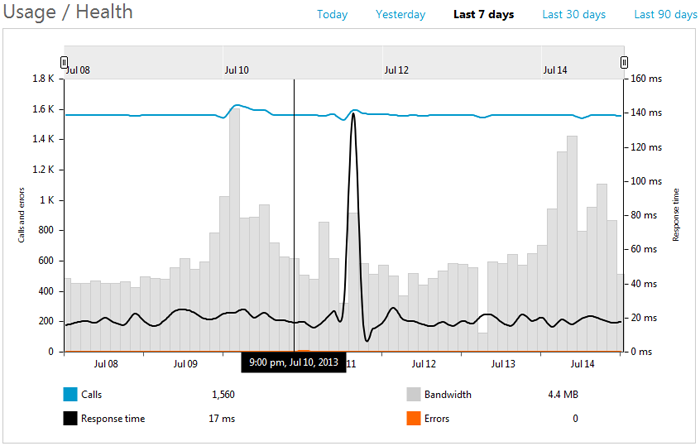 Usage / Health
Today Yesterday Last 7 days Last 30 days Last 90 days
Jul 08 Jul 10 Jul 12 Jul 14
1.8 K 160 ms
1.6 K 140 ms
1.4 K 120 ms
1.2 K 100 ms
1 K 80 ms
800 60 ms
600 40 ms
400 20 ms
200 0 ms
0
Calls and errors
Response time
Jul 08 Jul 09 9:00 pm, Jul 10, 2013 11 Jul 12 Jul 13 Jul 14
Calls 1,560 Bandwidth 4.4 MB
Response time 17 ms Errors 0